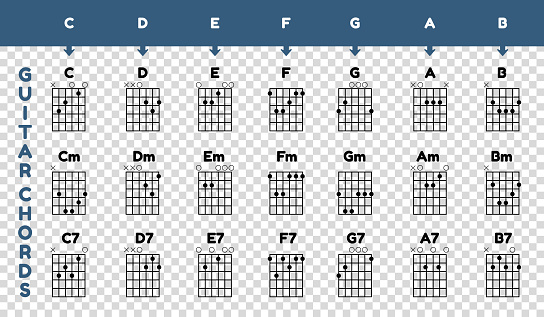 C D E F G A B
GUITAR CHORDS
C D E F G A B
Cm Dm Em Fm Gm Am Bm
C7 D7 E7 F7 G7 A7 B7